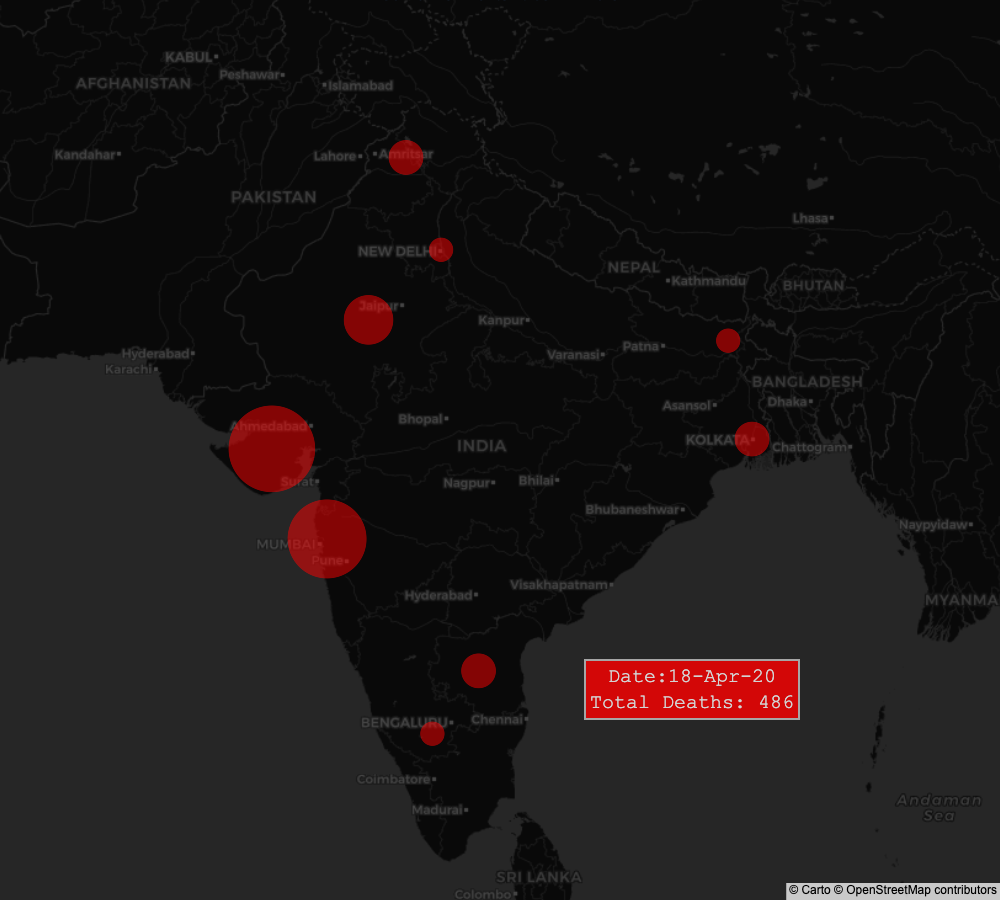 KABUL
Peshawar
AFGHANISTAN
Islamabad
Kandahar
Lahore
Amritsar
PAKISTAN
Lhasa
NEW DELHI
NEPAL
Kathmandu
BHUTAN
Jaipur
Kanpur
Hyderabad
Karachi
Varanasi
Patna
BANGLADESH
Dhaka
Asansol
Ahmedabad
Bhopal
INDIA
KOLKATA
Chattogram
Surat
Nagpur
Bhilai
Bhubaneshwar
Naypyidaw
MUMBAI
Pune
Hyderabad
Visakhapatnam
MYANMA
Date:18-Apr-20
Total Deaths: 486
BENGALURU
Chennai
Coimbatore
Madurai
Andaman
Sea
SRI LANKA
Colombo
© Carto © OpenStreetMap contributors